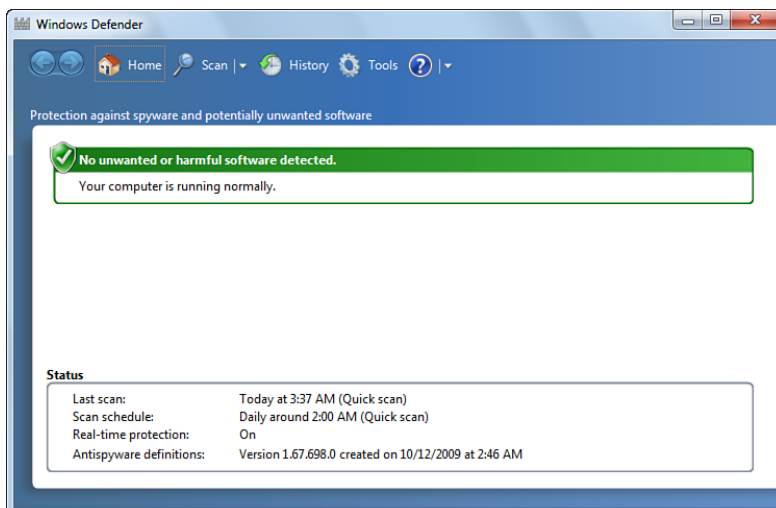 Windows Defender
Home Scan History Tools ?
Protection against spyware and potentially unwanted software
No unwanted or harmful software detected.
Your computer is running normally.
Status
Last scan: Today at 3:37 AM (Quick scan)
Scan schedule: Daily around 2:00 AM (Quick scan)
Real-time protection: On
Antispyware definitions: Version 1.67.698.0 created on 10/12/2009 at 2:46 AM